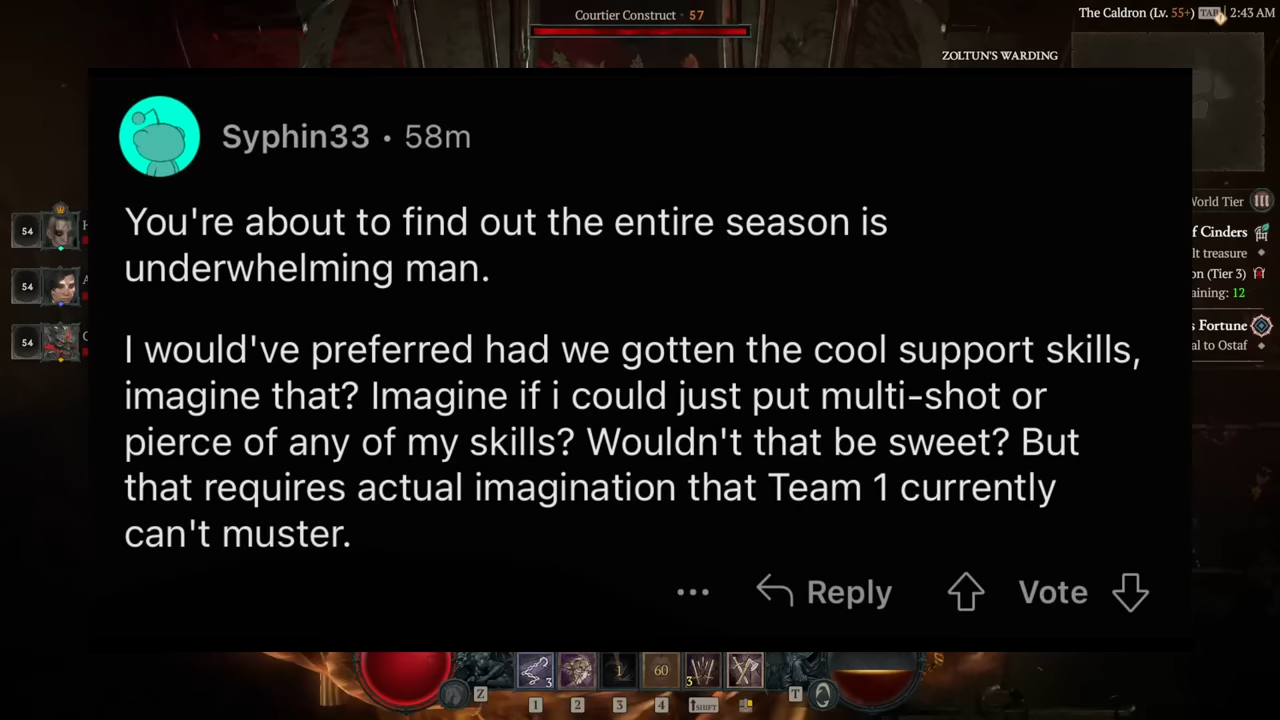 Courtier Construct · 57
The Caldron (Lv. 55+) TAB 2:43 AM
ZOLTUN'S WARDING
Syphin33 · 58m
You're about to find out the entire season is
underwhelming man.
I would've preferred had we gotten the cool support skills,
imagine that? Imagine if i could just put multi-shot or
pierce of any of my skills? Wouldn't that be sweet? But
that requires actual imagination that Team 1 currently
can't muster.
... Reply Vote
54
54
54
World Tier III
f Cinders
lt treasure
on (Tier 3)
aining: 12
s Fortune
al to Ostaf
3 1 60 3
Z 1 2 3 4 SHIFT T